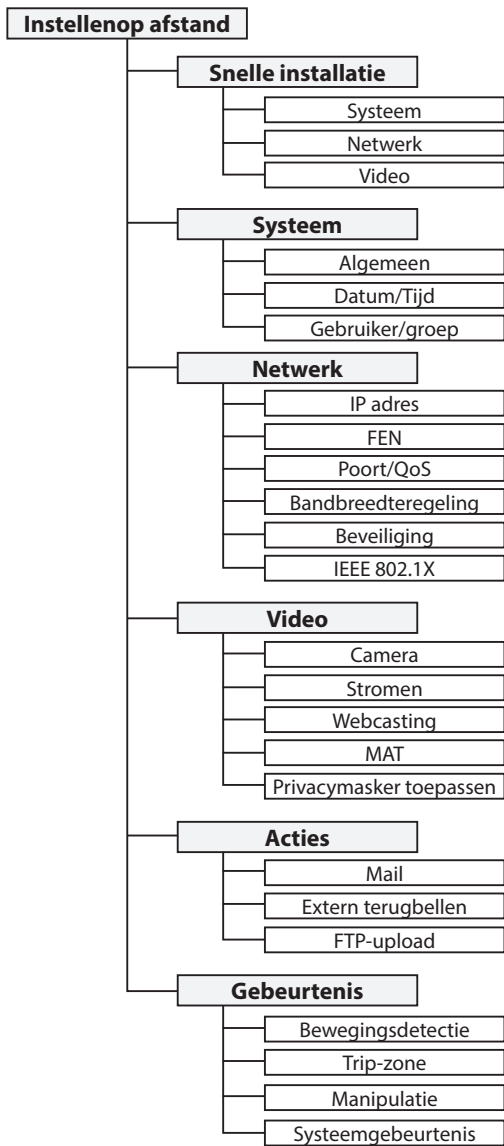 Instellenop afstand
Snelle installatie
Systeem
Netwerk
Video
Systeem
Algemeen
Datum/Tijd
Gebruiker/groep
Netwerk
IP adres
FEN
Poort/QoS
Bandbreedteregeling
Beveiliging
IEEE 802.1X
Video
Camera
Stromen
Webcasting
MAT
Privacymasker toepassen
Acties
Mail
Extern terugbellen
FTP-upload
Gebeurtenis
Bewegingsdetectie
Trip-zone
Manipulatie
Systeemgebeurtenis